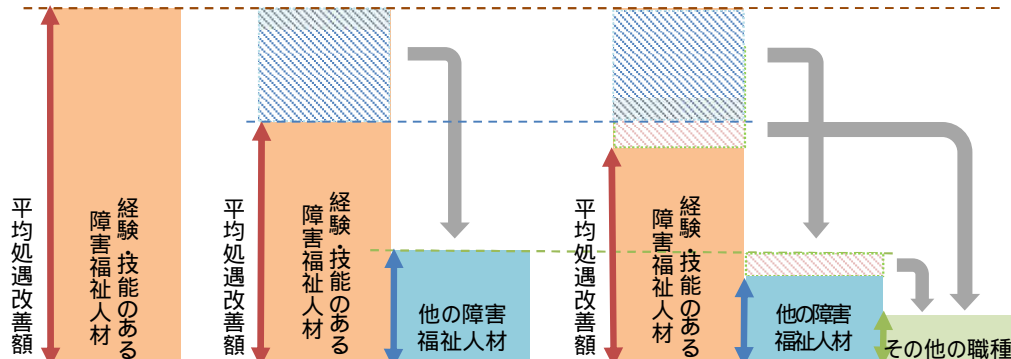 平均処遇改善額
経験・技能のある
障害福祉人材
平均処遇改善額
経験・技能のある
障害福祉人材
他の障害
福祉人材
平均処遇改善額
経験・技能のある
障害福祉人材
他の障害
福祉人材
その他の職種